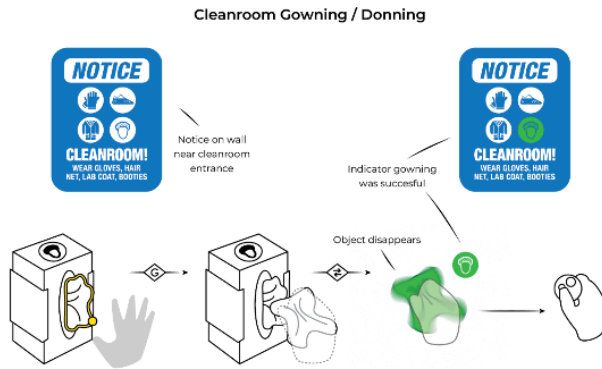 Cleanroom Gowning / Donning
NOTICE
CLEANROOM!
WEAR GLOVES, HAIR
NET, LAB COAT, BOOTIES
Notice on wall
near cleanroom
entrance
Indicator gowning
was succesful
NOTICE
CLEANROOM!
WEAR GLOVES, HAIR
NET, LAB COAT, BOOTIES
Object disappears
G